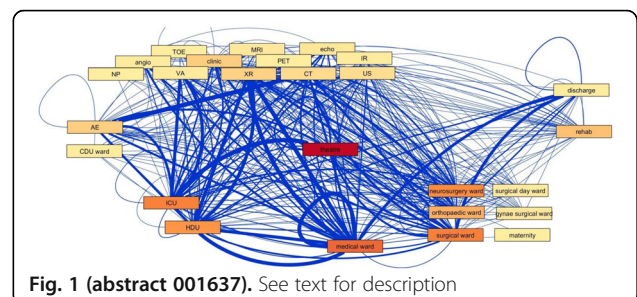 TOE MRI echo
angio clinic PET IR
NP VA XR CT US
discharge
AE rehab
CDU ward
theatre
neurosurgery ward surgical day ward
ICU
orthopaedic ward gynae surgical ward
HDU
medical ward surgical ward maternity
Fig. 1 (abstract 001637). See text for description